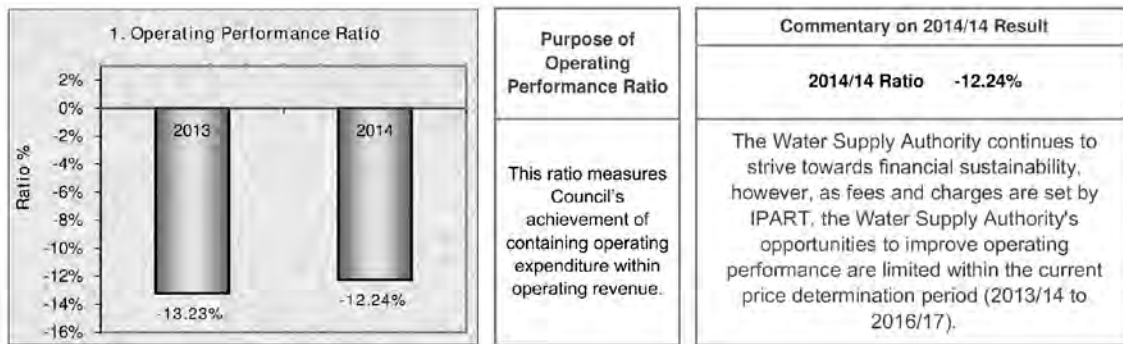 1. Operating Performance Ratio
2%
0%
-2%
-4%
-6%
-8%
-10%
-12%
-14%
-16%
Ratio %
2013
2014
-13.23%
-12.24%
Purpose of
Operating
Performance Ratio
This ratio measures
Council's
achievement of
containing operating
expenditure within
operating revenue.
Commentary on 2014/14 Result
2014/14 Ratio -12.24%
The Water Supply Authority continues to
strive towards financial sustainability,
however, as fees and charges are set by
IPART, the Water Supply Authority's
opportunities to improve operating
performance are limited within the current
price determination period (2013/14 to
2016/17).